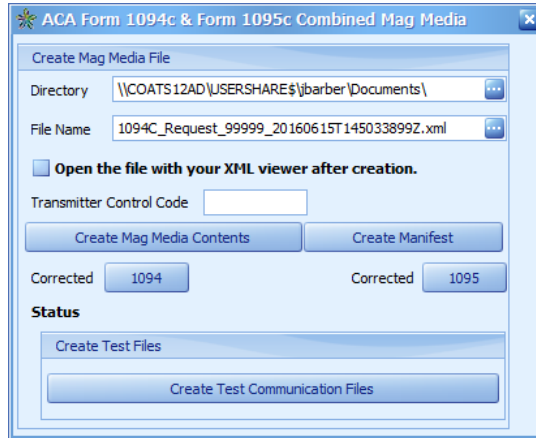 ACA Form 1094c & Form 1095c Combined Mag Media
Create Mag Media File
Directory \\COATS12AD\USERSHARE$\jbarber\Documents\
File Name 1094C_Request_99999_20160615T145033899Z.xml
Open the file with your XML viewer after creation.
Transmitter Control Code
Create Mag Media Contents Create Manifest
Corrected 1094 Corrected 1095
Status
Create Test Files
Create Test Communication Files